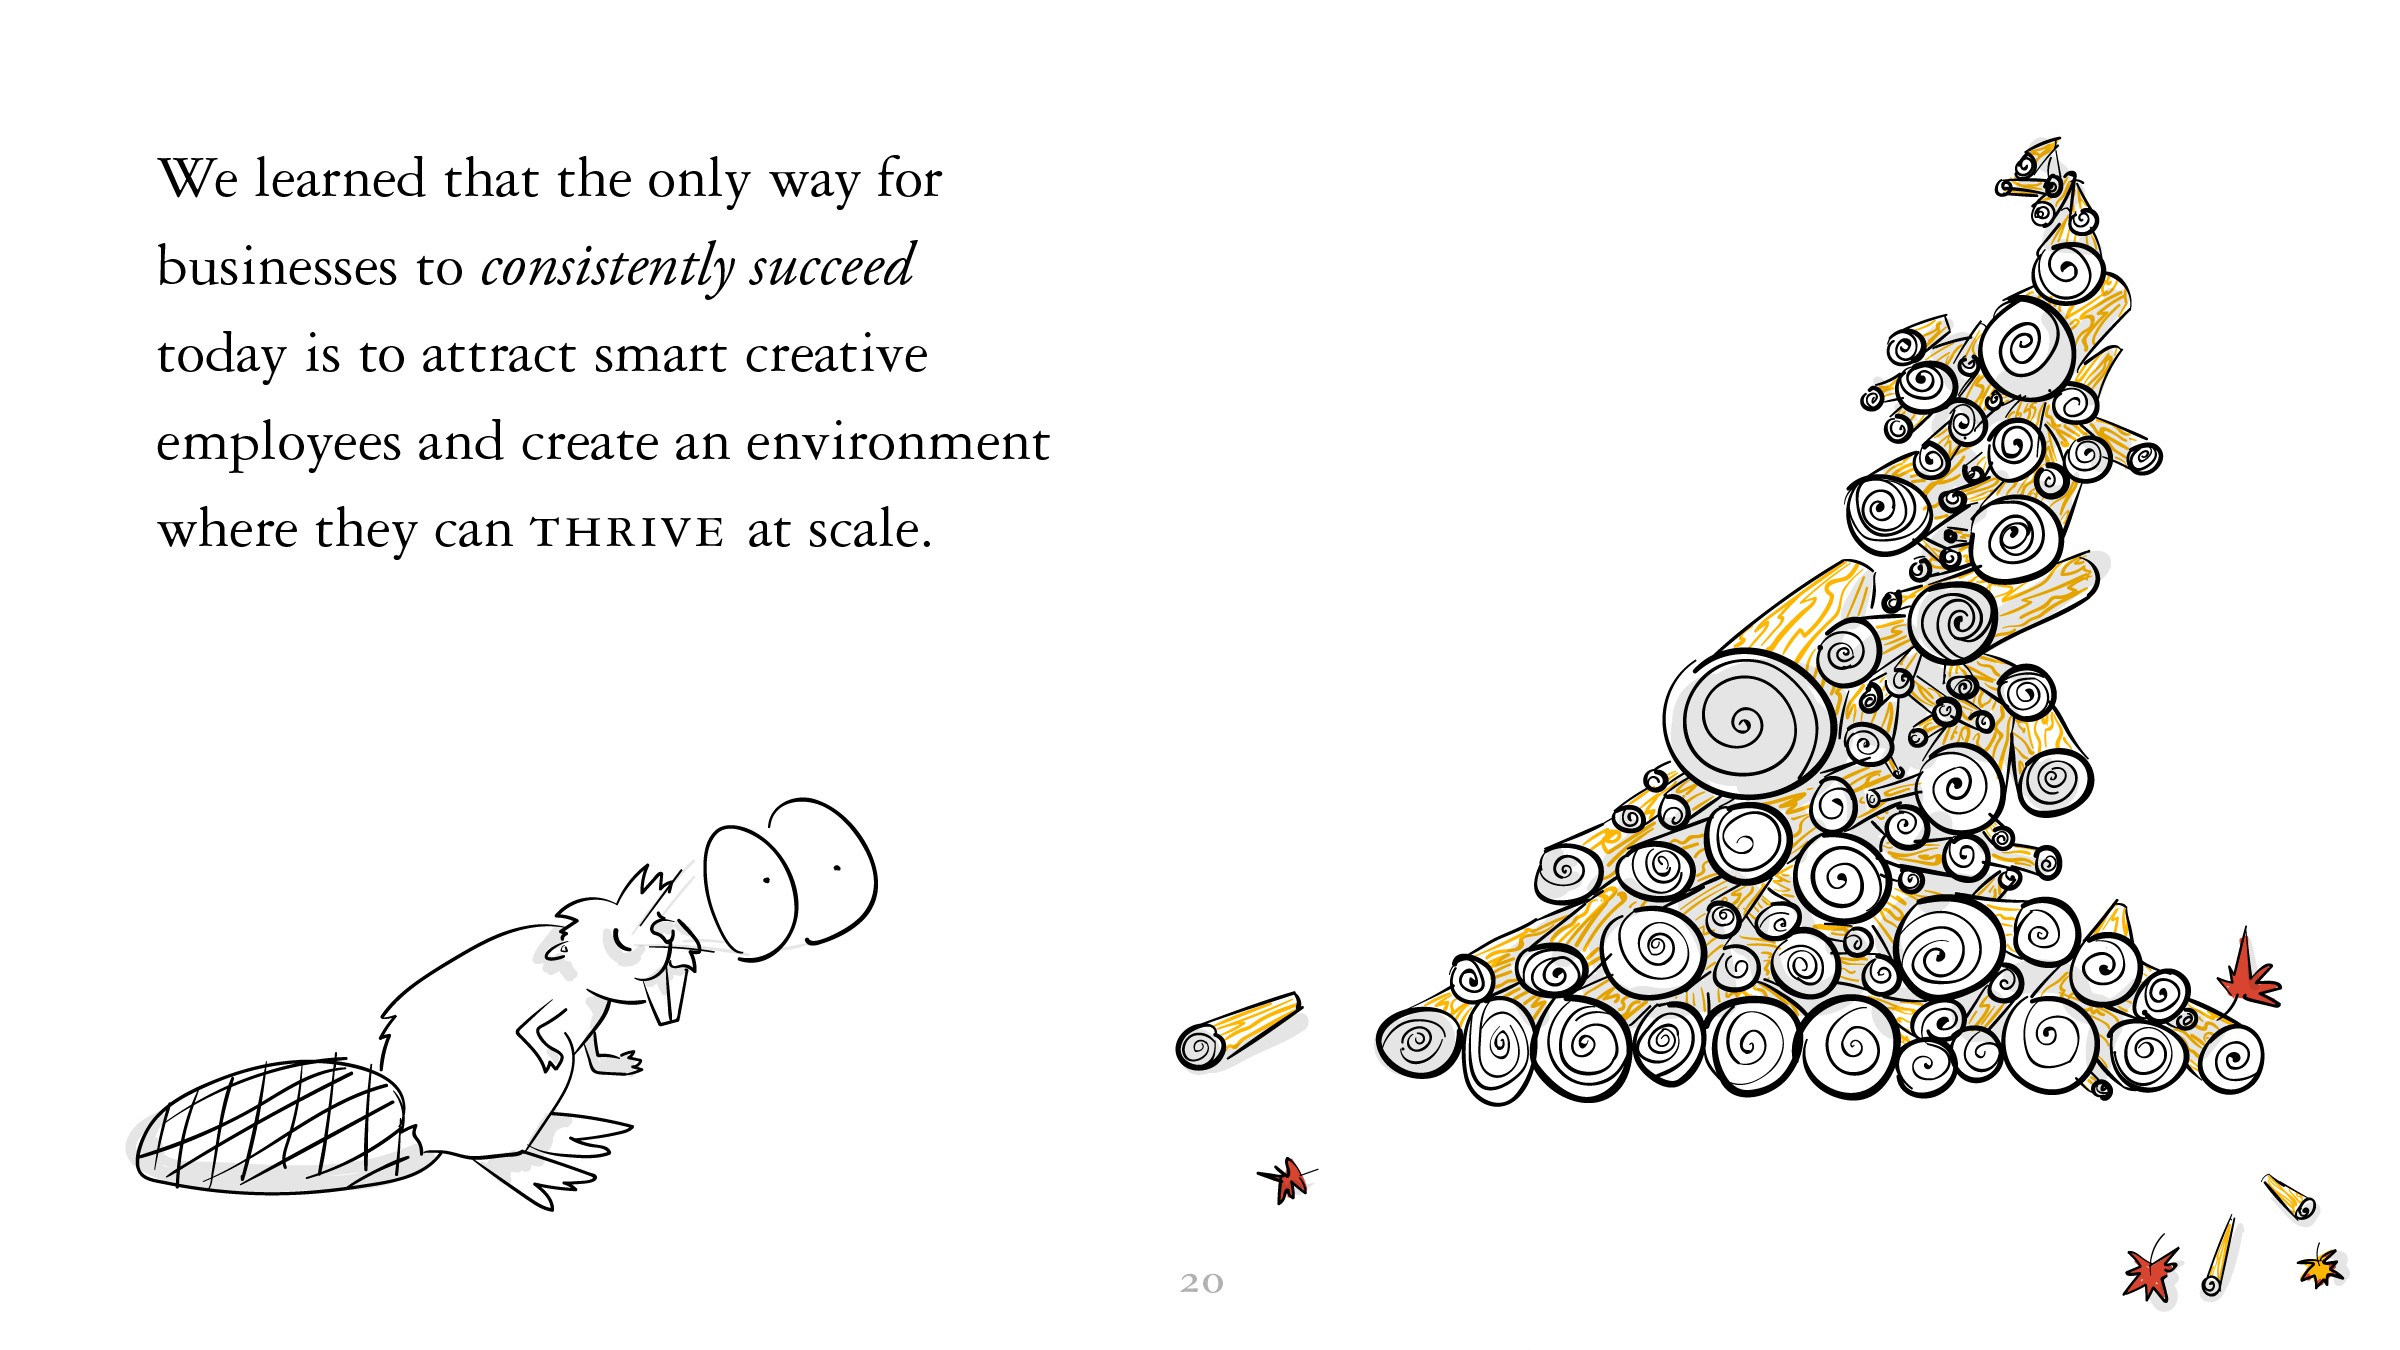 We learned that the only way for
businesses to consistently succeed
today is to attract smart creative
employees and create an environment
where they can THRIVE at scale.
20